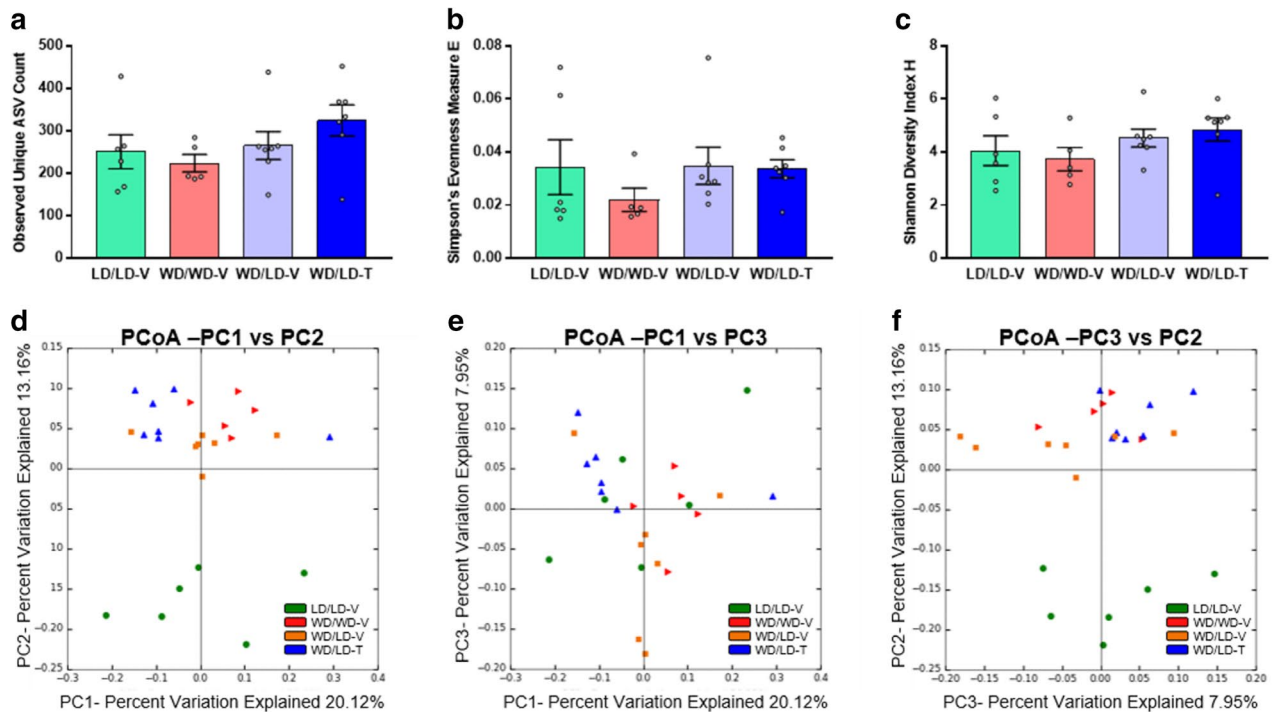 a
Observed Unique ASV Count
500
400
300
200
100
0
LD/LD-V WD/WD-V WD/LD-V WD/LD-T
b
Simpson's Evenness Measure E
0.08
0.06
0.04
0.02
0.00
LD/LD-V WD/WD-V WD/LD-V WD/LD-T
c
Shannon Diversity Index H
8
6
4
2
0
LD/LD-V WD/WD-V WD/LD-V WD/LD-T
d
PCoA –PC1 vs PC2
PC2- Percent Variation Explained 13.16%
0.15
10
05
00
05
10
15
−0.20
−0.25
−0.2 −0.1 0.0 0.1 0.2 0.3 0.4
LD/LD-V
WD/WD-V
WD/LD-V
WD/LD-T
PC1- Percent Variation Explained 20.12%
e
PCoA –PC1 vs PC3
PC3- Percent Variation Explained 7.95%
0.20
0.15
0.10
0.05
0.00
−0.05
−0.10
−0.15
−0.20
−0.3 −0.2 −0.1 0.0 0.1 0.2 0.3 0.4
LD/LD-V
WD/WD-V
WD/LD-V
WD/LD-T
PC1- Percent Variation Explained 20.12%
f
PCoA –PC3 vs PC2
PC2- Percent Variation Explained 13.16%
0.15
0.10
0.05
0.00
−0.05
−0.10
−0.15
−0.20
−0.25
−0.20 −0.15 −0.10 −0.05 0.00 0.05 0.10 0.15 0.20
LD/LD-V
WD/WD-V
WD/LD-V
WD/LD-T
PC3- Percent Variation Explained 7.95%